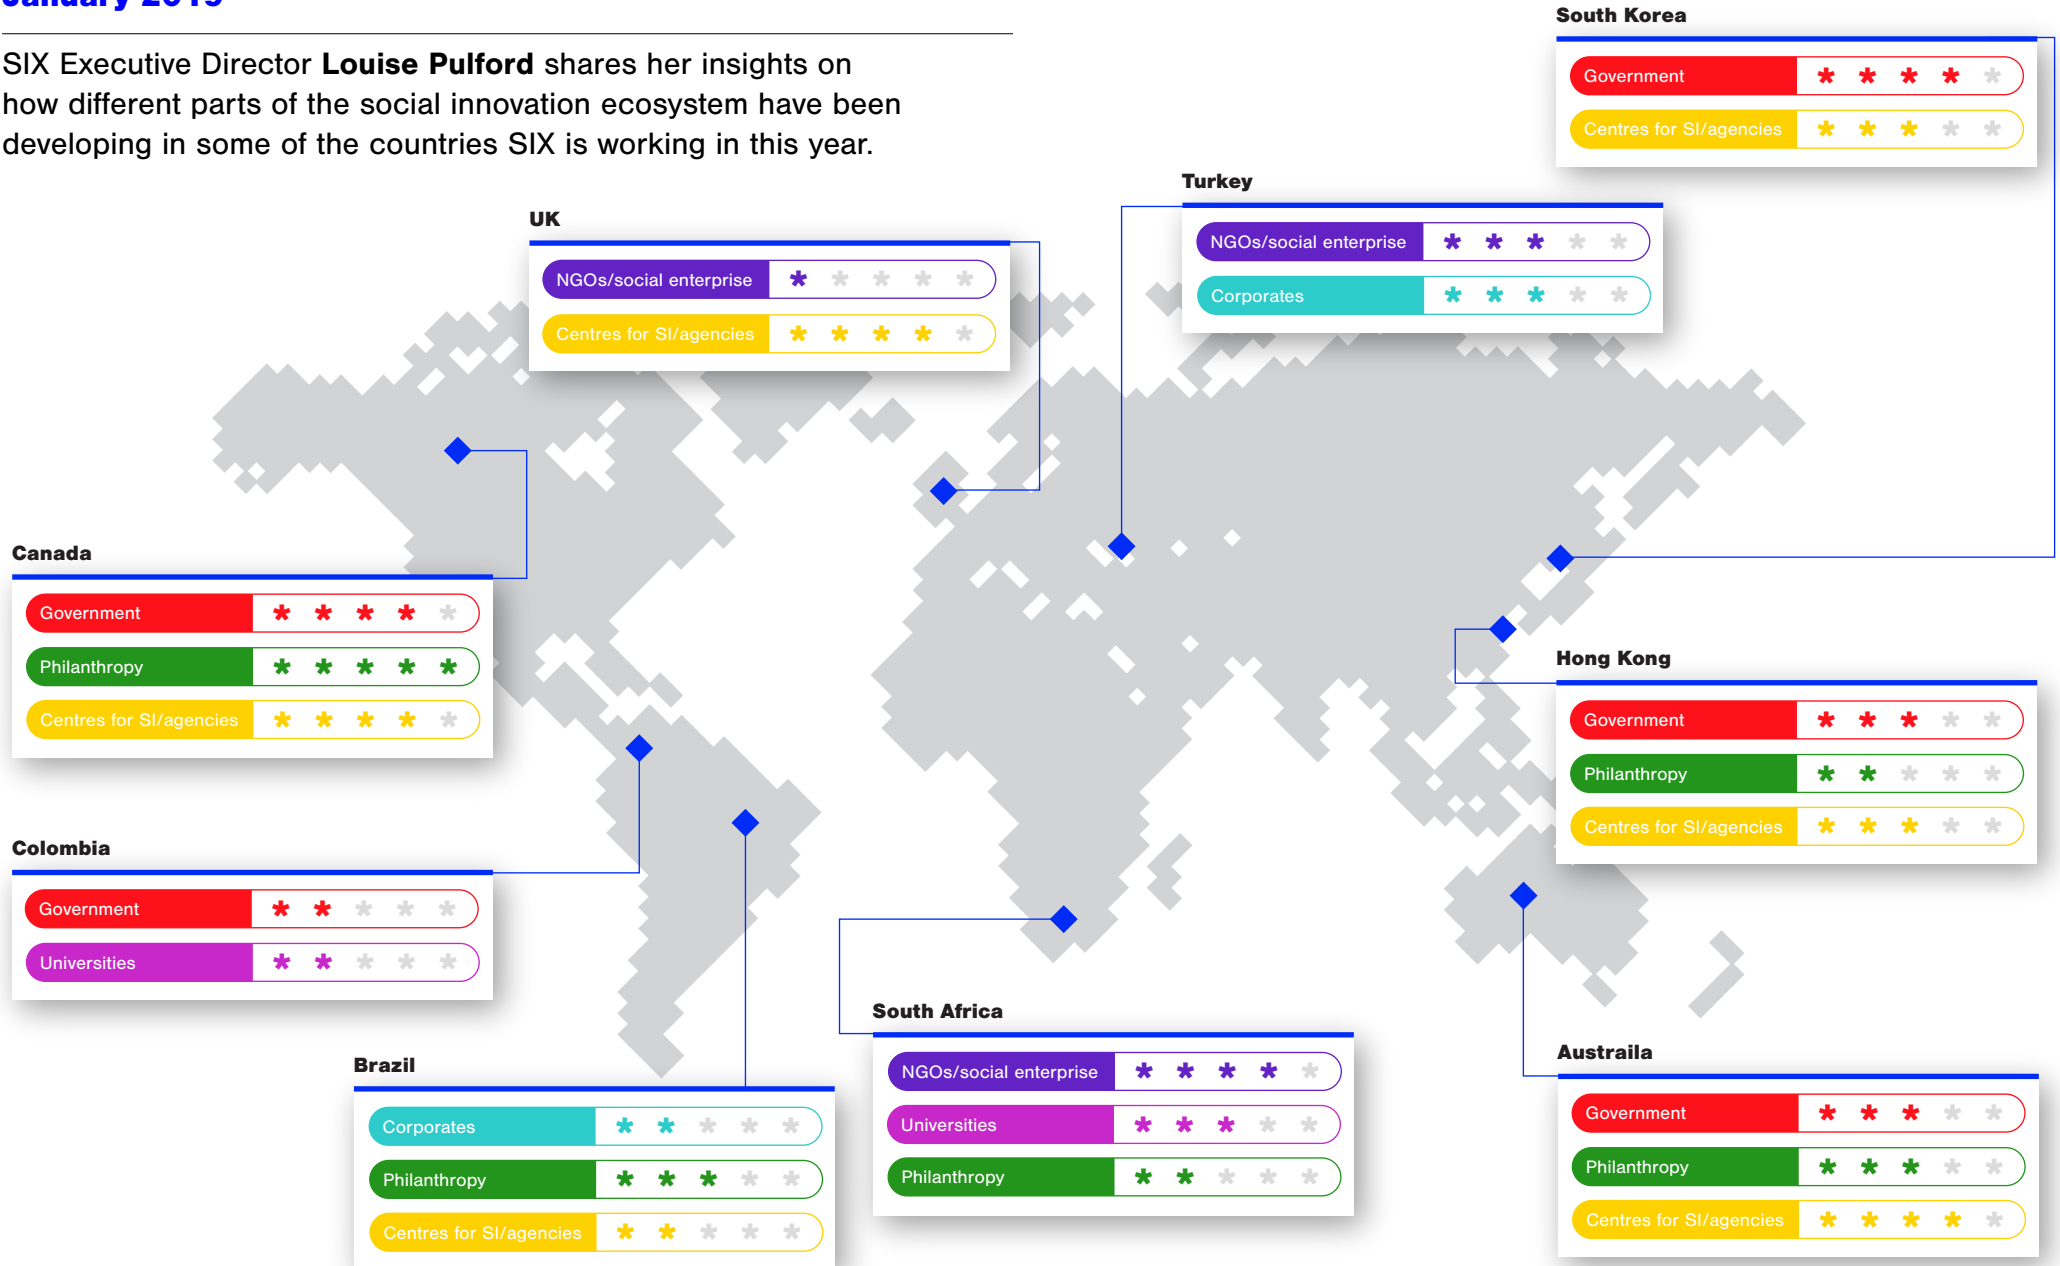 January 2019
SIX Executive Director Louise Pulford shares her insights on
how different parts of the social innovation ecosystem have been
developing in some of the countries SIX is working in this year.
South Korea
Government * * * * *
Centres for SI/agencies * * * * *
Turkey
NGOs/social enterprise * * * * *
Corporates * * * * *
UK
NGOs/social enterprise * * * * *
Centres for SI/agencies * * * * *
Canada
Government * * * * *
Philanthropy * * * * *
Centres for SI/agencies * * * * *
Hong Kong
Government * * * * *
Philanthropy * * * * *
Centres for SI/agencies * * * * *
Colombia
Government * * * * *
Universities * * * * *
South Africa
NGOs/social enterprise * * * * *
Universities * * * * *
Philanthropy * * * * *
Brazil
Corporates * * * * *
Philanthropy * * * * *
Centres for SI/agencies * * * * *
Austraila
Government * * * * *
Philanthropy * * * * *
Centres for SI/agencies * * * * *